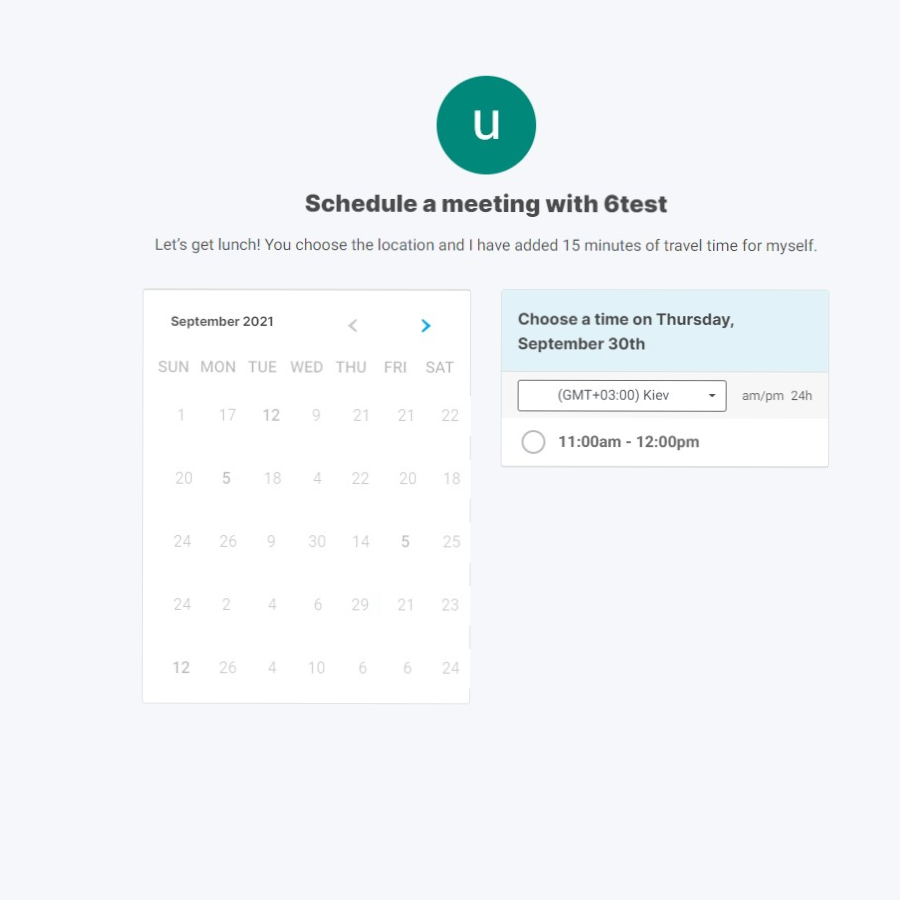 u
Schedule a meeting with 6test
Let's get lunch! You choose the location and I have added 15 minutes of travel time for myself.
September 2021
SUN MON TUE WED THU FRI SAT
1 17 12 9 21 21 22
20 5 18 4 22 20 18
24 26 9 30 14 5 25
24 2 4 6 29 21 23
12 26 4 10 6 6 24
Choose a time on Thursday,
September 30th
(GMT+03:00) Kiev am/pm 24h
11:00am - 12:00pm